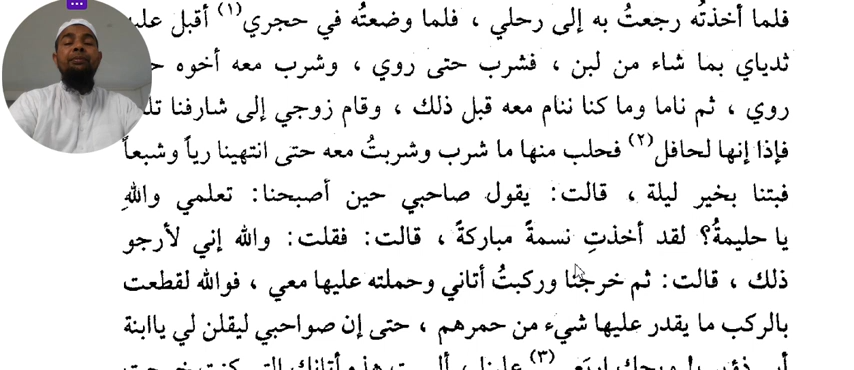 فلما أخذتُه رجعتُ به إلى رحلي ، فلما وضعتُه في حجري (١) أقبل عليه
ثدياي بما شاء من لبن ، فشرب حتى روي ، وشرب معه أخوه
روي ، ثم ناما وما كنا ننام معه قبل ذلك ، وقام زوجي إلى شارفنا
فإذا إنها لحافل (٢) فحلب منها ما شرب وشربتُ معه حتى انتهينا رياً وشبعاً
فبتنا بخير ليلة ، قالت: يقول صاحبي حين أصبحنا: تعلمي واللهِ
يا حليمةُ؟ لقد أخذتِ نسمةً مباركةً ، قالت: فقلت: والله إني لأرجو
ذلك ، قالت: ثم خرجنا وركبتُ أتاني وحملته عليها معي ، فوالله لقطعت
بالركب ما يقدر عليها شيء من حمرهم ، حتى إن صواحبي ليقلن لي ياابنة
(٣)